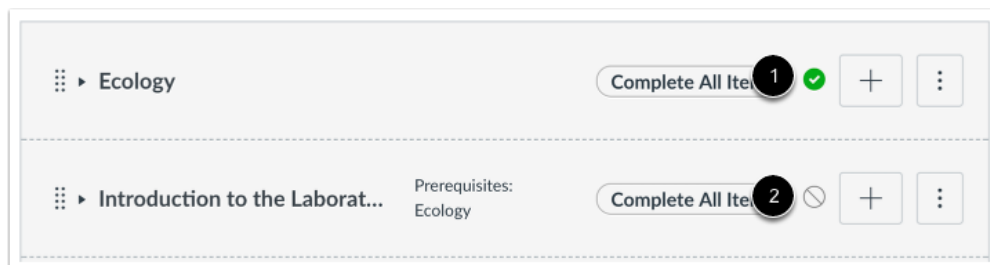 Ecology
Complete All Ite
1
Introduction to the Laborat...
Prerequisites:
Ecology
Complete All Ite
2